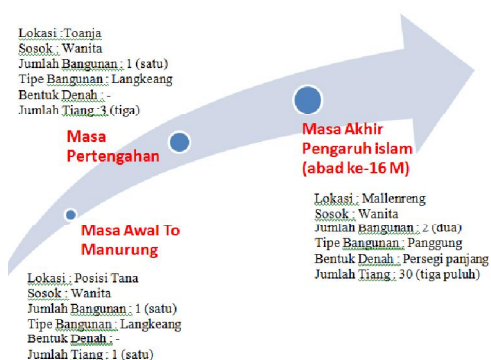 Lokasi :Toanja
Sosok : Wanita
Jumlah Bangunan : 1 (satu)
Tipe Bangunan : Langkeang
Bentuk Denah : -
Jumlah Tiang :3 (tiga)
Masa
Pertengahan
Masa Akhir
Pengaruh islam
(abad ke-16 M)
Lokasi : Mallenreng
Sosok : Wanita
Jumlah Bangunan : 2 (dua)
Tipe Bangunan : Panggung
Bentuk Denah : Persegi panjang
Jumlah Tiang : 30 (tiga puluh)
Masa Awal To
Manurung
Lokasi : Posisi Tana
Sosok : Wanita
Jumlah Bangunan : 1 (satu)
Tipe Bangunan : Langkeang
Bentuk Denah : -
Jumlah Tiang : 1 (satu)